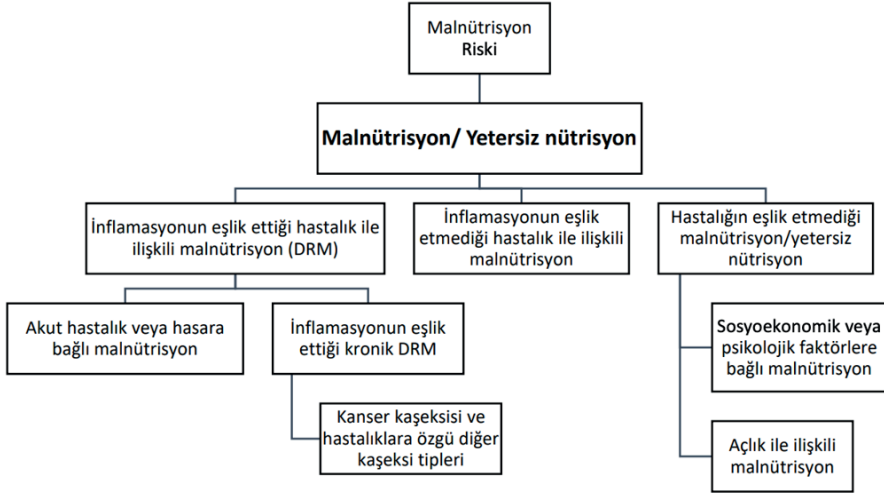 Malnütrisyon
Riski
Malnütrisyon/ Yetersiz nütrisyon
İnflamasyonun eşlik ettiği hastalık ile
ilişkili malnütrisyon (DRM)
İnflamasyonun eşlik
etmediği hastalık ile ilişkili
malnütrisyon
Hastalığın eşlik etmediği
malnütrisyon/yetersiz
nütrisyon
Akut hastalık veya hasara
bağlı malnütrisyon
İnflamasyonun eşlik
ettiği kronik DRM
Sosyoekonomik veya
psikolojik faktörlere
bağlı malnütrisyon
Kanser kaşeksisi ve
hastalıklara özgü diğer
kaşeksi tipleri
Açlık ile ilişkili
malnütrisyon